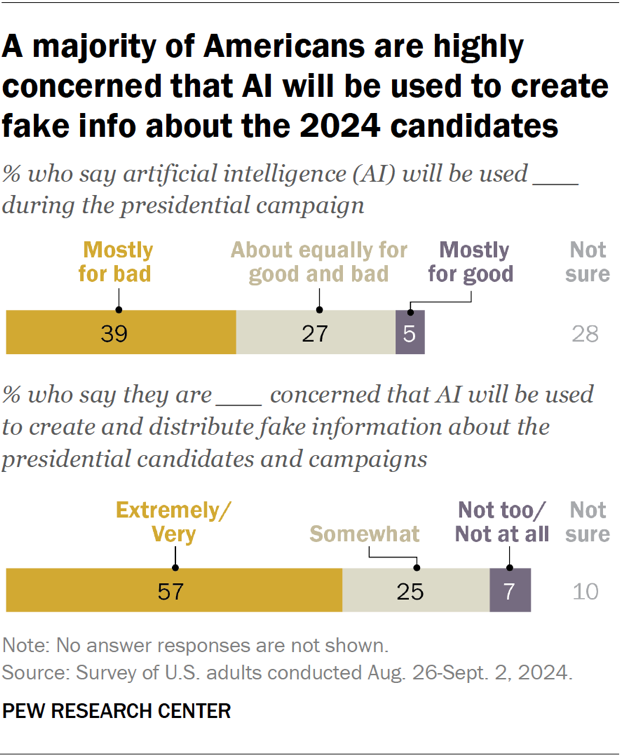 A majority of Americans are highly
concerned that AI will be used to create
fake info about the 2024 candidates
% who say artificial intelligence (AI) will be used ___
during the presidential campaign
Mostly for bad
About equally for good and bad
Mostly for good
Not sure
39 27 5 28
% who say they are ___ concerned that AI will be used
to create and distribute fake information about the
presidential candidates and campaigns
Extremely/ Very
Somewhat
Not too/ Not at all
Not sure
57 25 7 10
Note: No answer responses are not shown.
Source: Survey of U.S. adults conducted Aug. 26-Sept. 2, 2024.
PEW RESEARCH CENTER